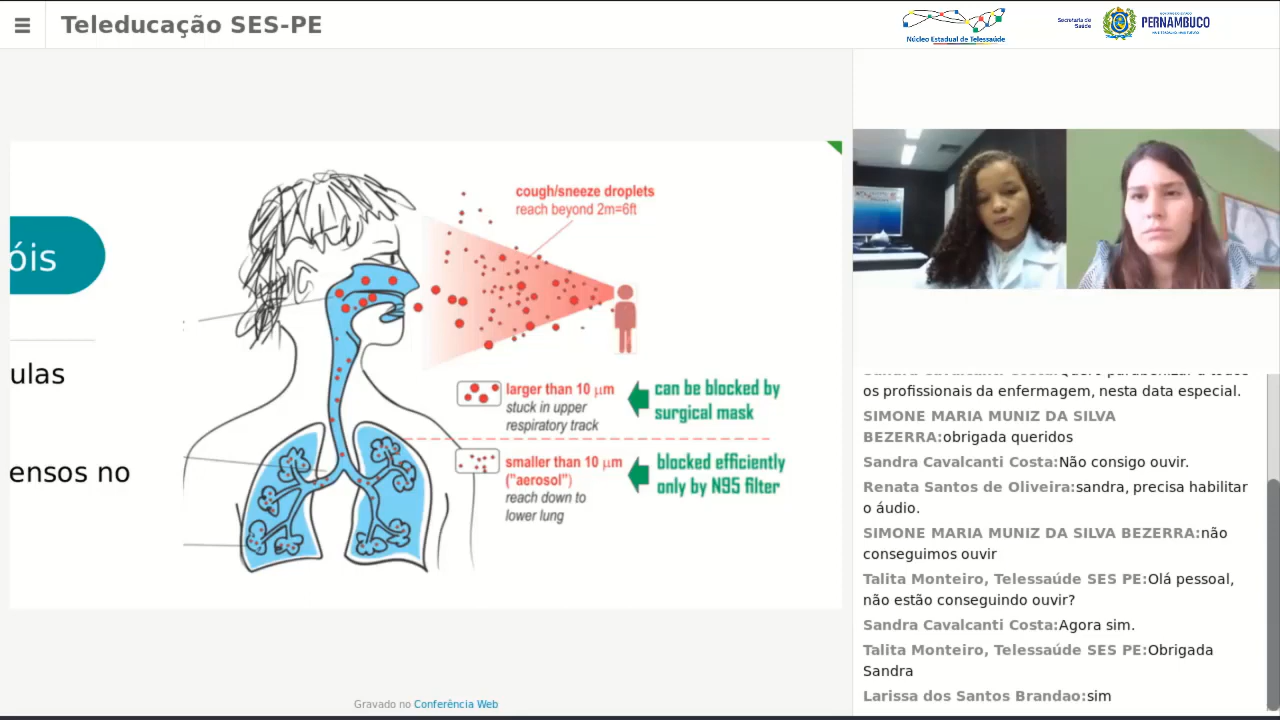 Teleducação SES-PE
Núcleo Estadual de Telessaúde
Secretaria de
Saúde
PERNAMBUCO
óis
ulas
ensos no
cough/sneeze droplets
reach beyond 2m=6ft
larger than 10 μm
stuck in upper
respiratory track
can be blocked by
surgical mask
smaller than 10 μm
("aerosol")
reach down to
lower lung
blocked efficiently
only by N95 filter
os profissionais da enfermagem, nesta data especial.
SIMONE MARIA MUNIZ DA SILVA
BEZERRA:obrigada queridos
Sandra Cavalcanti Costa:Não consigo ouvir.
Renata Santos de Oliveira:sandra, precisa habilitar
o áudio.
SIMONE MARIA MUNIZ DA SILVA BEZERRA:não
conseguimos ouvir
Talita Monteiro, Telessaúde SES PE:Olá pessoal,
não estão conseguindo ouvir?
Sandra Cavalcanti Costa:Agora sim.
Talita Monteiro, Telessaúde SES PE:Obrigada
Sandra
Larissa dos Santos Brandao:sim
Gravado no Conferência Web